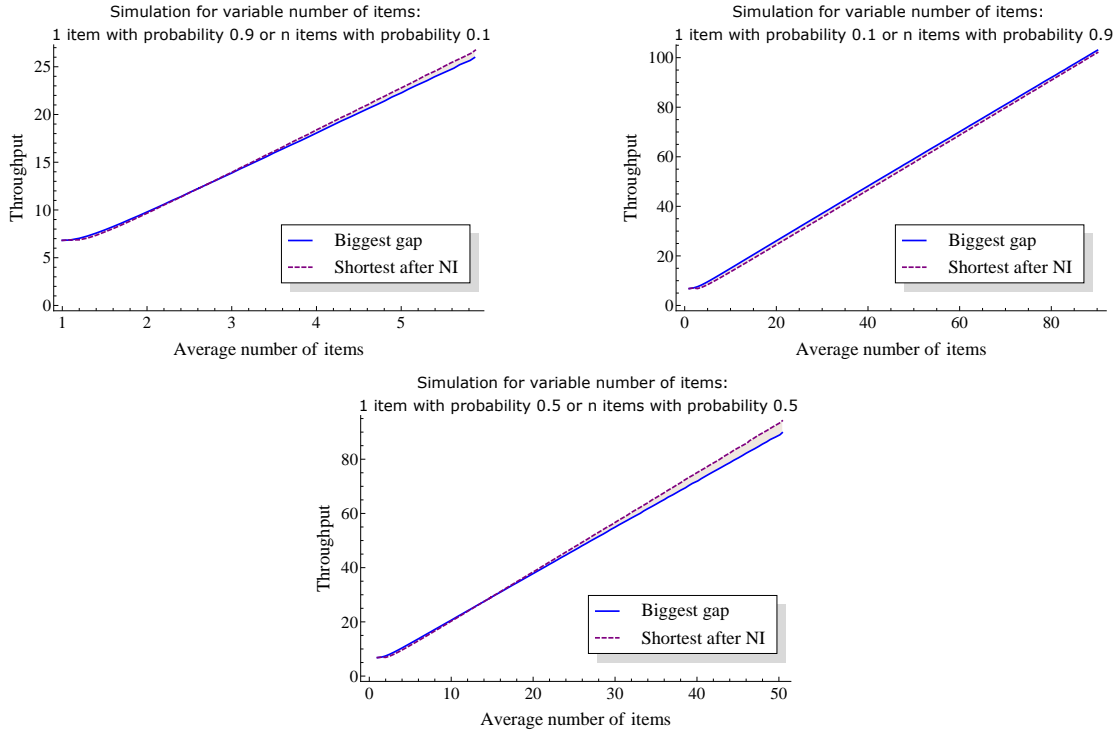 Simulation for variable number of items:
1 item with probability 0.9 or n items with probability 0.1
25
20
15
10
5
0
Throughput
Biggest gap
Shortest after NI
1 2 3 4 5
Average number of items
Simulation for variable number of items:
1 item with probability 0.1 or n items with probability 0.9
100
80
60
40
20
0
Throughput
Biggest gap
Shortest after NI
0 20 40 60 80
Average number of items
Simulation for variable number of items:
1 item with probability 0.5 or n items with probability 0.5
80
60
40
20
0
Throughput
Biggest gap
Shortest after NI
0 10 20 30 40 50
Average number of items